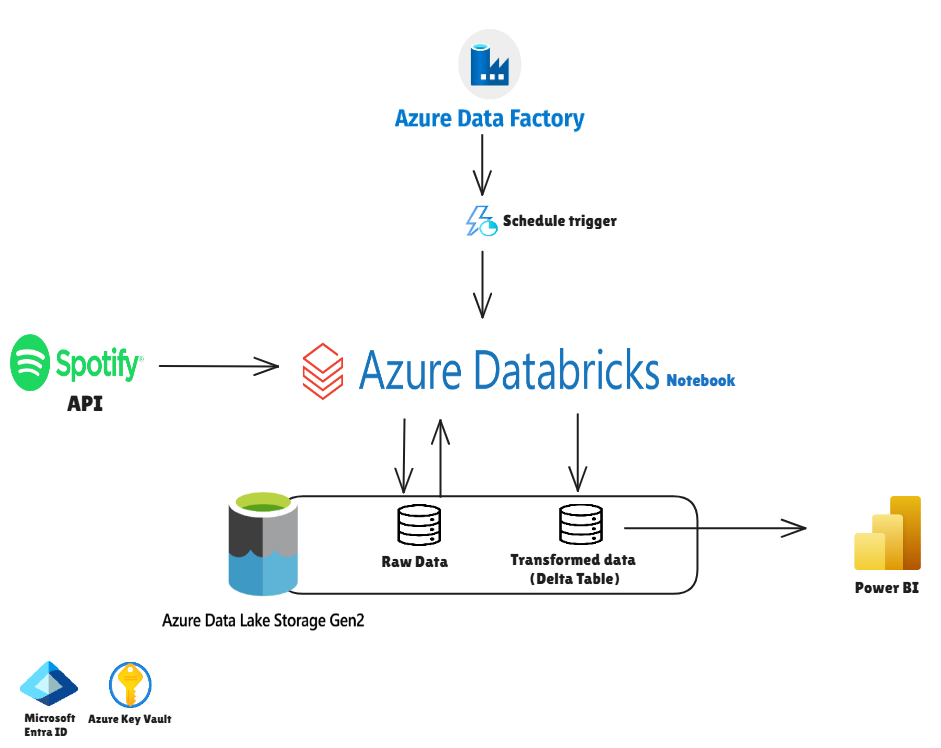 Azure Data Factory
Schedule trigger
Spotify®
API
Azure Databricks Notebook
Raw Data
Transformed data
(Delta Table)
Power BI
Azure Data Lake Storage Gen2
Microsoft
Entra ID
Azure Key Vault